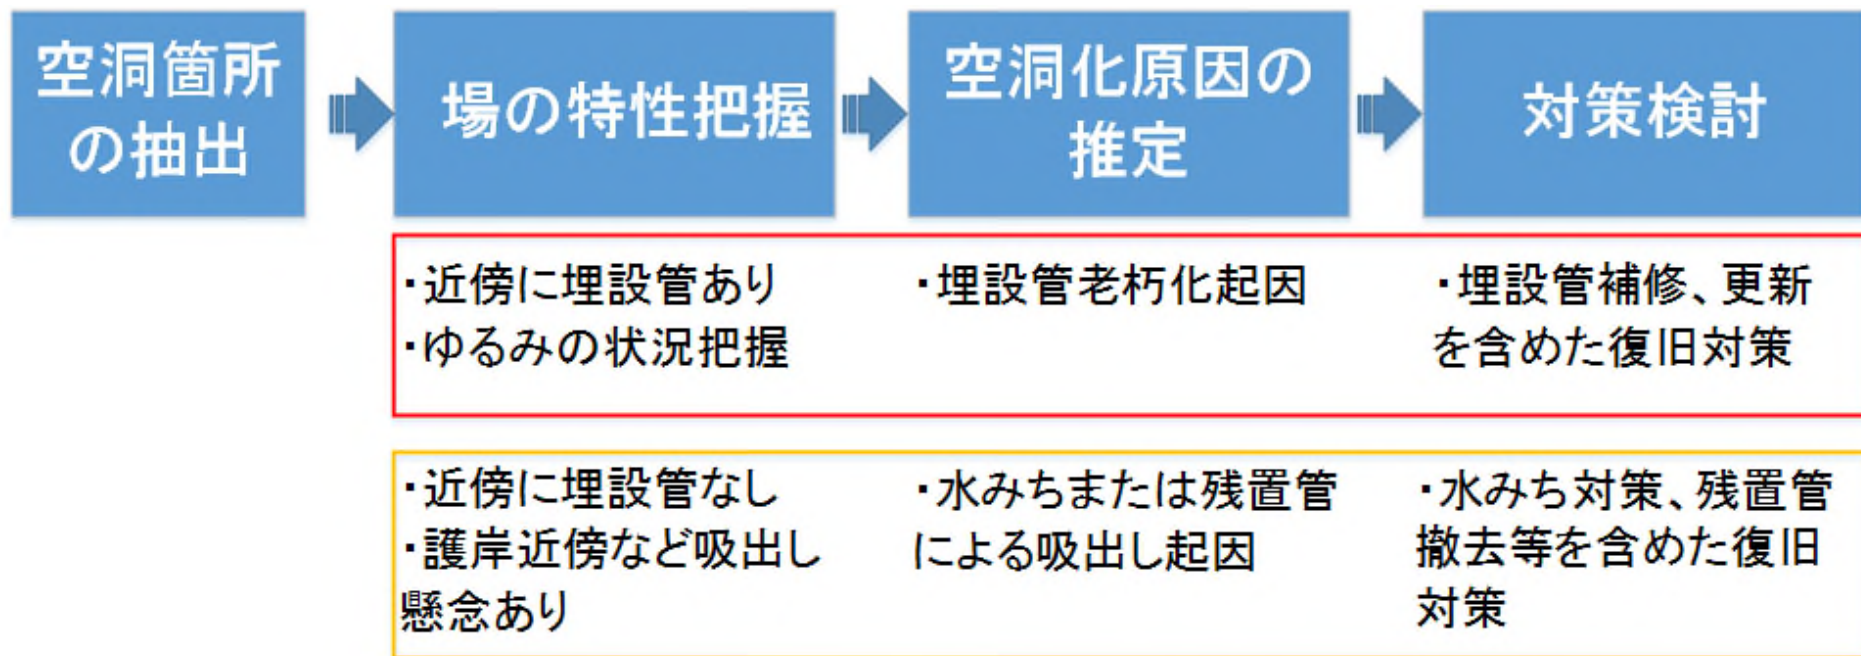 空洞箇所
の抽出
場の特性把握
空洞化原因の
推定
対策検討
・近傍に埋設管あり
・ゆるみの状況把握
・埋設管老朽化起因
・埋設管補修、更新
を含めた復旧対策
・近傍に埋設管なし
・護岸近傍など吸出し
懸念あり
・水みちまたは残置管
による吸出し起因
・水みち対策、残置管
撤去等を含めた復旧
対策